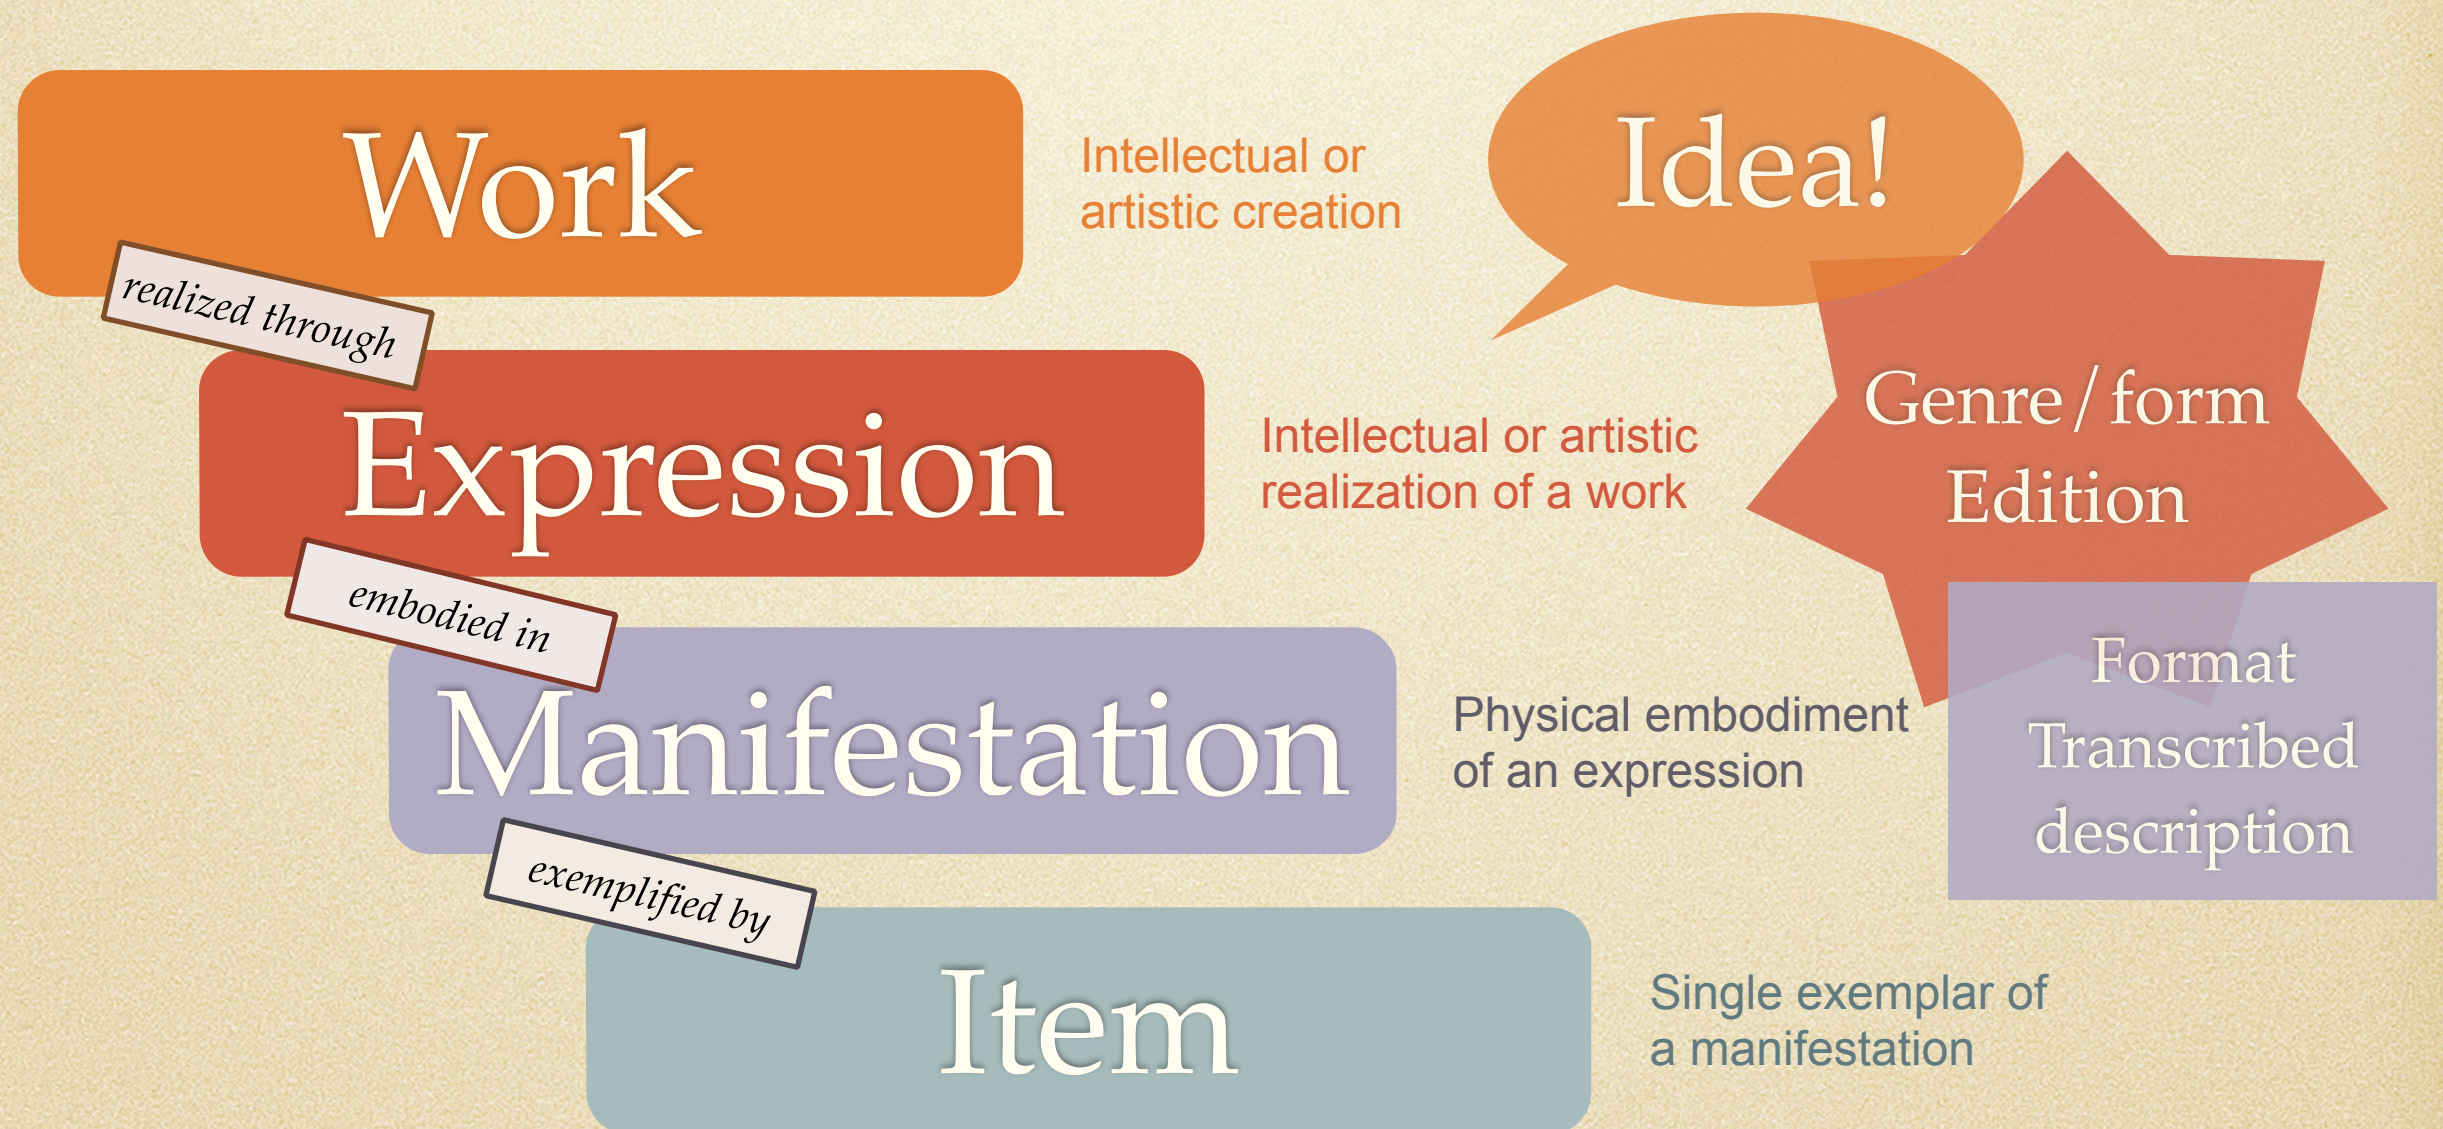 Work
Intellectual or
artistic creation
Idea!
realized through
Expression
Intellectual or artistic
realization of a work
Genre/form
Edition
embodied in
Manifestation
Physical embodiment
of an expression
Format
Transcribed
description
exemplified by
Item
Single exemplar of
a manifestation